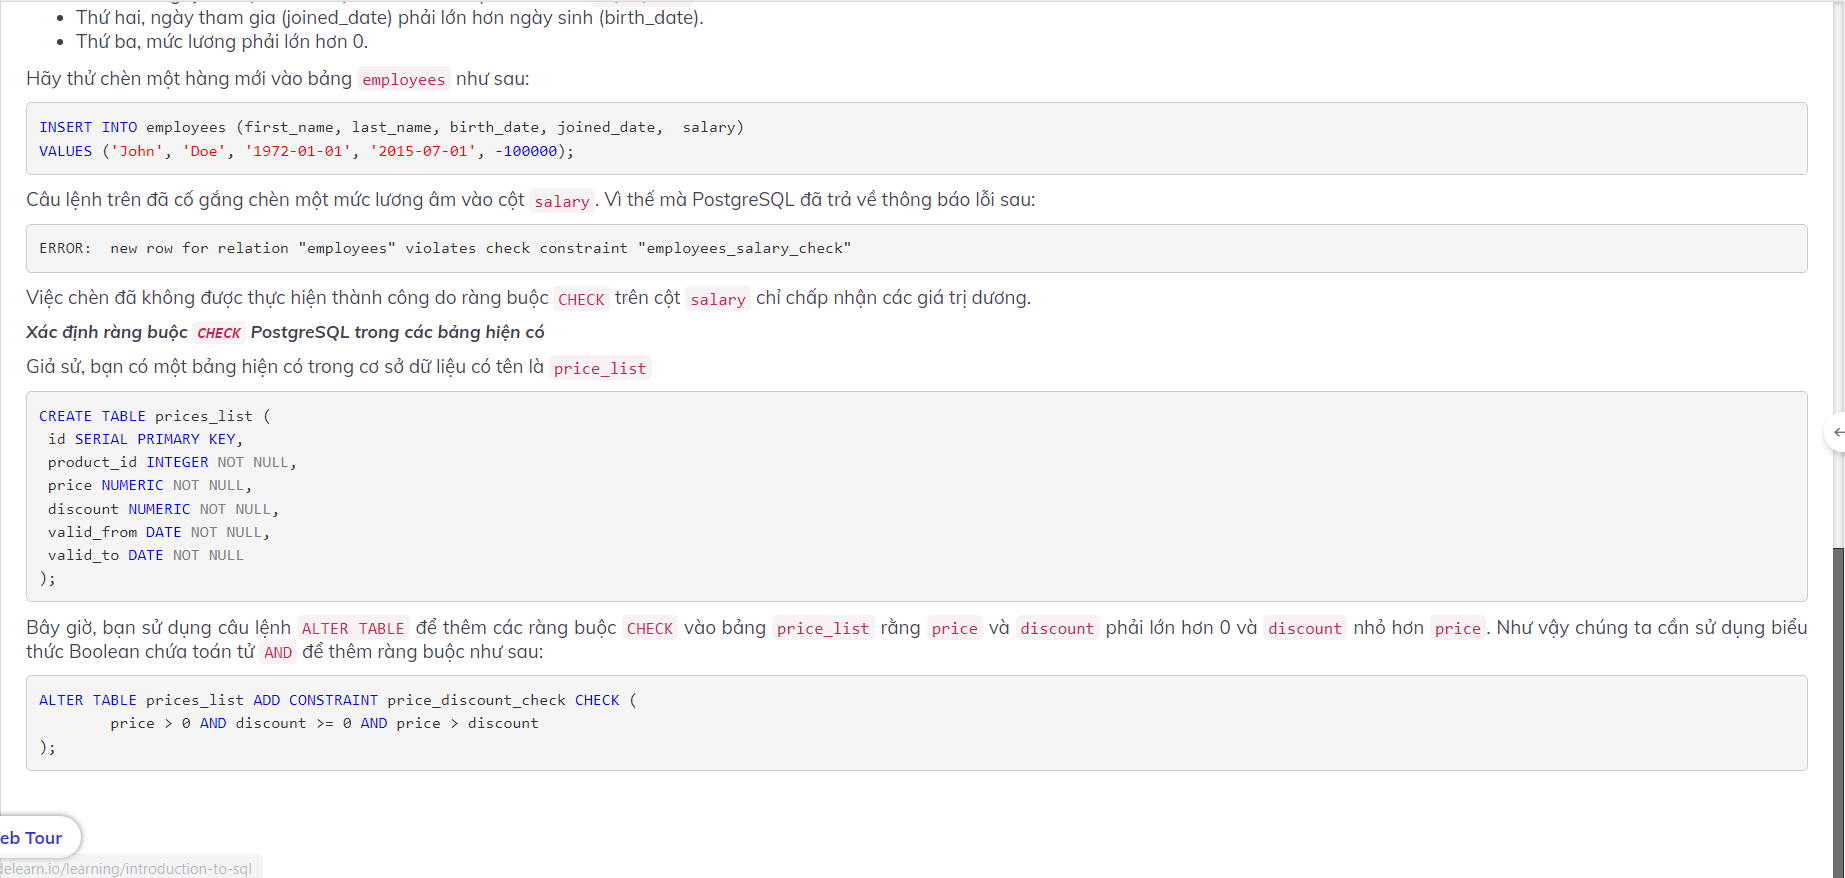 Thứ hai, ngày tham gia (joined_date) phải lớn hơn ngày sinh (birth_date).
Thứ ba, mức lương phải lớn hơn 0.
Hãy thử chèn một hàng mới vào bảng employees như sau:
INSERT INTO employees (first_name, last_name, birth_date, joined_date,  salary)
VALUES ('John', 'Doe', '1972-01-01', '2015-07-01', -100000);
Câu lệnh trên đã cố gắng chèn một mức lương âm vào cột salary. Vì thế mà PostgreSQL đã trả về thông báo lỗi sau:
ERROR:  new row for relation "employees" violates check constraint "employees_salary_check"
Việc chèn đã không được thực hiện thành công do ràng buộc CHECK trên cột salary chỉ chấp nhận các giá trị dương.
Xác định ràng buộc CHECK PostgreSQL trong các bảng hiện có
Giả sử, bạn có một bảng hiện có trong cơ sở dữ liệu có tên là price_list
CREATE TABLE prices_list (
id SERIAL PRIMARY KEY,
product_id INTEGER NOT NULL,
price NUMERIC NOT NULL,
discount NUMERIC NOT NULL,
valid_from DATE NOT NULL,
valid_to DATE NOT NULL
);
Bây giờ, bạn sử dụng câu lệnh ALTER TABLE để thêm các ràng buộc CHECK vào bảng price_list rằng price và discount phải lớn hơn 0 và discount nhỏ hơn price. Như vậy chúng ta cần sử dụng biểu
thức Boolean chứa toán tử AND để thêm ràng buộc như sau:
ALTER TABLE prices_list ADD CONSTRAINT price_discount_check CHECK (
price > 0 AND discount >= 0 AND price > discount
);
eb Tour
delearn.io/learning/introduction-to-sql